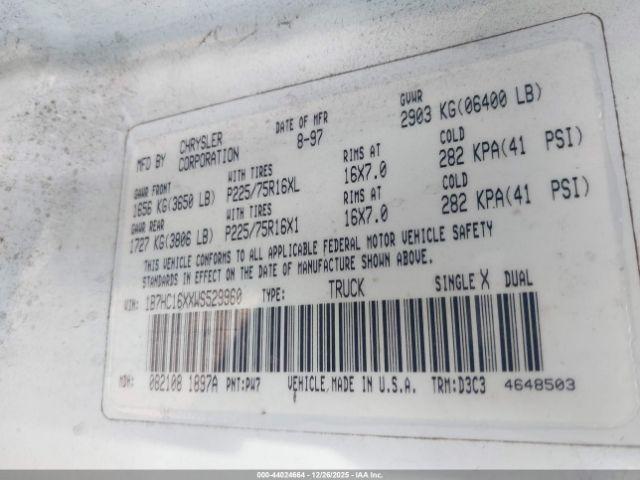 MFD BY CHRYSLER CORPORATION DATE OF MFR 8-97 GVWR 2903 KG(06400 LB)
GAWR FRONT WITH TIRES RIMS AT COLD
1656 KG(3650 LB) P225/75R16XL 16X7.0 282 KPA(41 PSI)
GAWR REAR WITH TIRES RIMS AT COLD
1727 KG(3806 LB) P225/75R16X1 16X7.0 282 KPA(41 PSI)
THIS VEHICLE CONFORMS TO ALL APPLICABLE FEDERAL MOTOR VEHICLE SAFETY
STANDARDS IN EFFECT ON THE DATE OF MANUFACTURE SHOWN ABOVE.
VIN: 1B7HC16XXWS529960 TYPE: TRUCK SINGLE X DUAL
MDH: 082108 1897A PNT:PW7 VEHICLE MADE IN U.S.A. TRM:D3C3 4648503
000-44024664 - 12/26/2025 - IAA Inc.